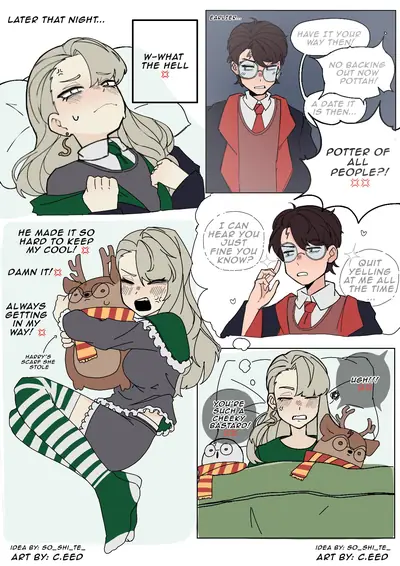 LATER THAT NIGHT...
W-WHAT
THE HELL
EARLIER...
HAVE IT YOUR
WAY THEN!
NO BACKING
OUT NOW
POTTAH!
A DATE IT
IS THEN...
POTTER OF
ALL
PEOPLE?
HE MADE IT SO
HARD TO KEEP
MY COOL!
DAMN IT!
ALWAYS
GETTING IN
MY WAY!
HARRY'S
SCARF SHE
STOLE
I CAN
HEAR YOU
JUST
FINE YOU
KNOW?
QUIT
YELLING
AT ME ALL
THE TIME
...
YOU'RE
SUCH A
CHEEKY
BASTARD!
UGH!!!
IDEA BY: SO_SHI_TE_
ART BY: C.EED
IDEA BY: SO_SHI_TE_
ART BY: C.EED